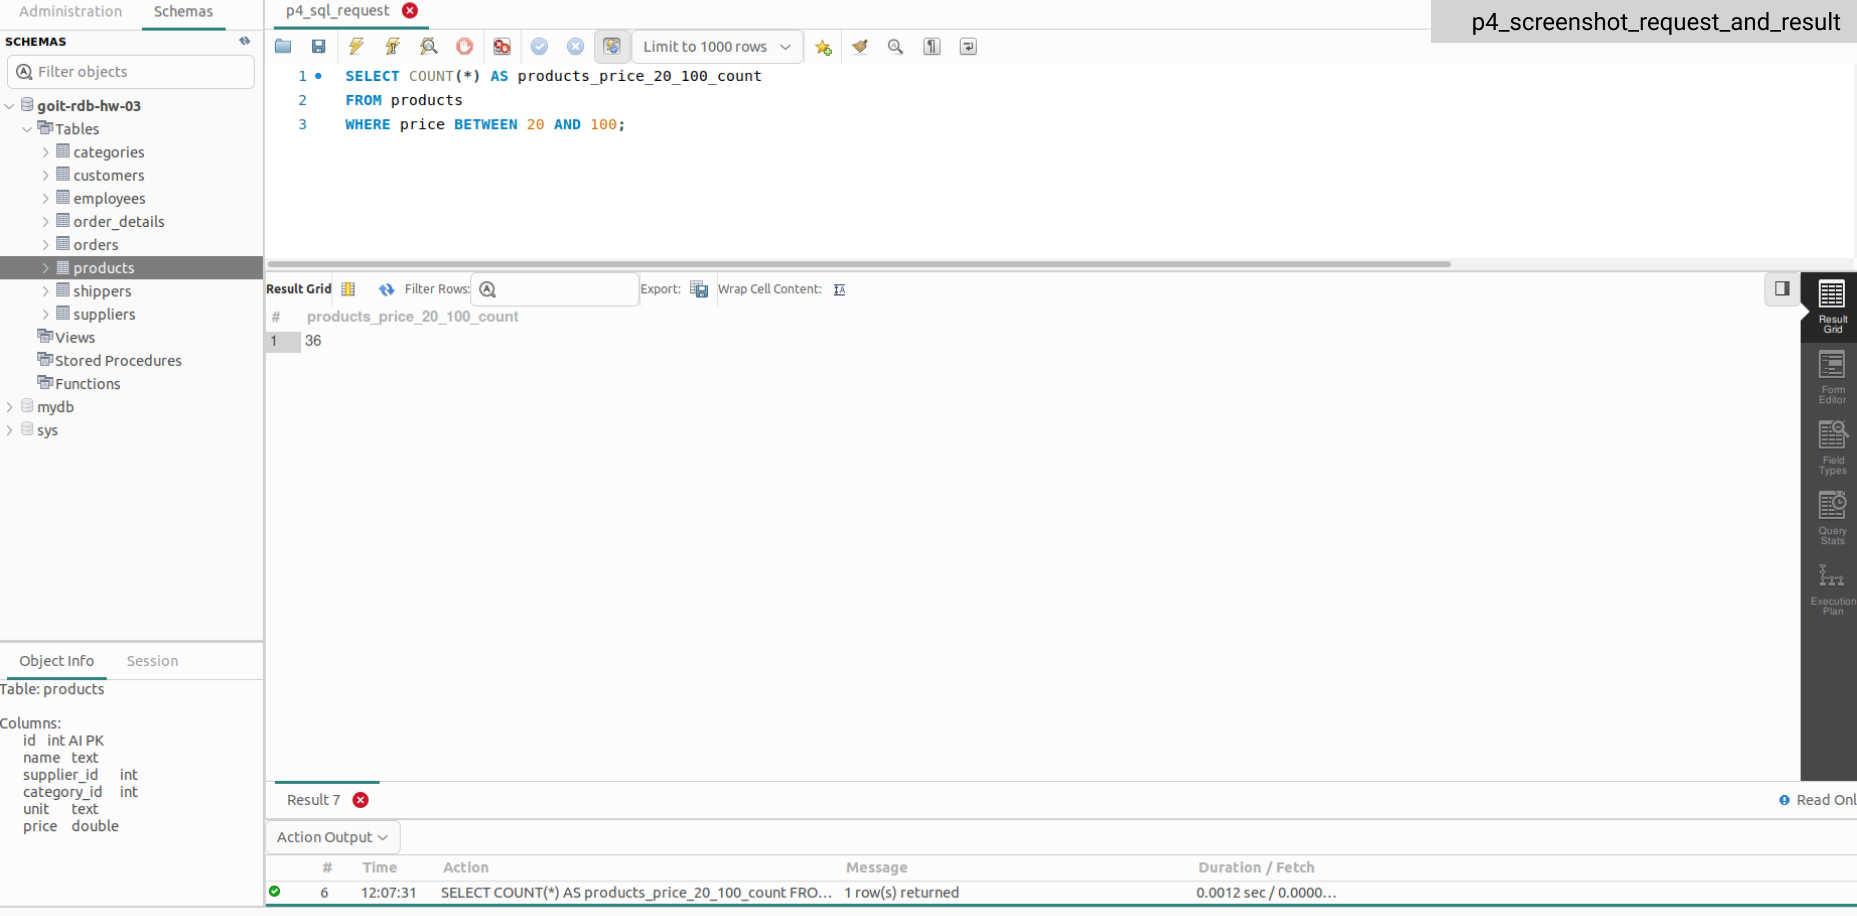 Administration Schemas
p4_sql_request
p4_screenshot_request_and_result
SCHEMAS
Filter objects
Limit to 1000 rows
goit-rdb-hw-03
Tables
categories
customers
employees
order_details
orders
products
shippers
suppliers
Views
Stored Procedures
Functions
mydb
sys
1 SELECT COUNT(*) AS products_price_20_100_count
2 FROM products
3 WHERE price BETWEEN 20 AND 100;
Result Grid Filter Rows: Export: Wrap Cell Content:
# products_price_20_100_count
1 36
Result
Grid
Form
Editor
Field
Types
Query
Stats
Execution
Plan
Object Info Session
Table: products
Columns:
id int AI PK
name text
supplier_id int
category_id int
unit text
price double
Result 7
Read Onl
Action Output
# Time Action Message Duration / Fetch
6 12:07:31 SELECT COUNT(*) AS products_price_20_100_count FRO... 1 row(s) returned 0.0012 sec / 0.0000...